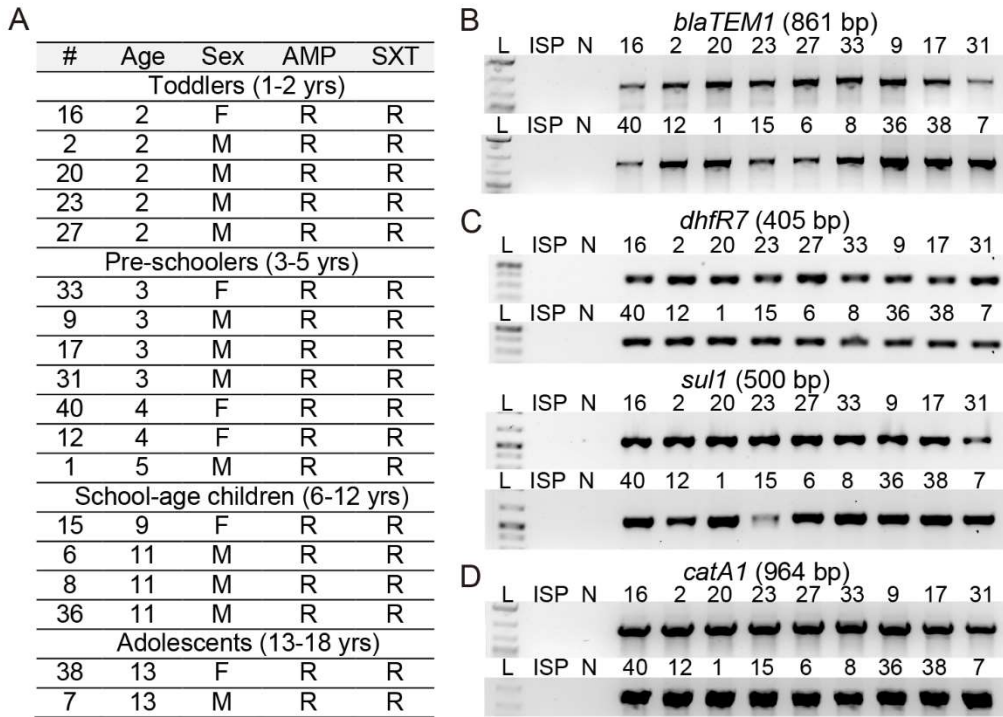 A
# Age Sex AMP SXT
Toddlers (1-2 yrs)
16 2 F R R
2 2 M R R
20 2 M R R
23 2 M R R
27 2 M R R
Pre-schoolers (3-5 yrs)
33 3 F R R
9 3 M R R
17 3 M R R
31 3 M R R
40 4 F R R
12 4 F R R
1 5 M R R
School-age children (6-12 yrs)
15 9 F R R
6 11 M R R
8 11 M R R
36 11 M R R
Adolescents (13-18 yrs)
38 13 F R R
7 13 M R R
B
blaTEM1 (861 bp)
L ISP N 16 2 20 23 27 33 9 17 31
L ISP N 40 12 1 15 6 8 36 38 7
C
dhfR7 (405 bp)
L ISP N 16 2 20 23 27 33 9 17 31
L ISP N 40 12 1 15 6 8 36 38 7
sul1 (500 bp)
L ISP N 16 2 20 23 27 33 9 17 31
L ISP N 40 12 1 15 6 8 36 38 7
D
catA1 (964 bp)
L ISP N 16 2 20 23 27 33 9 17 31
L ISP N 40 12 1 15 6 8 36 38 7